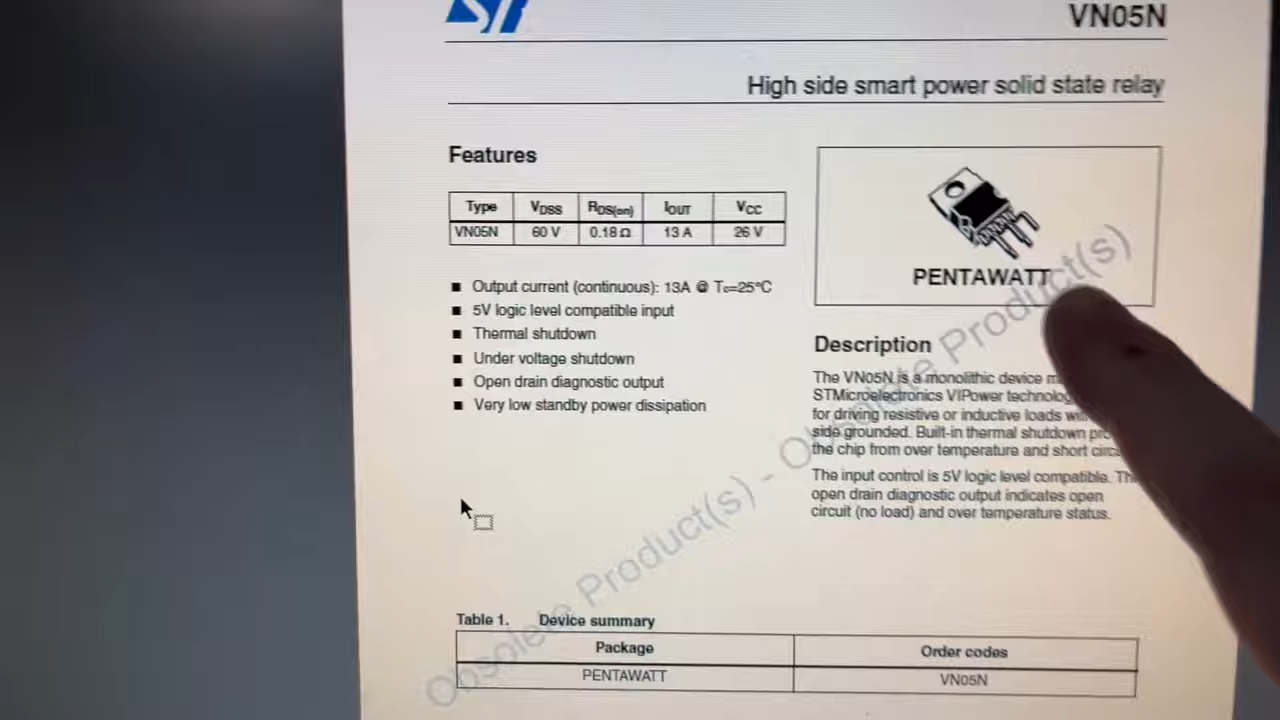 VN05N
High side smart power solid state relay
Features
Type VDSS RDS(on) IOUT VCC
VN05N 60 V 0.18 Ω 13 A 26 V
■ Output current (continuous): 13A @ Tc=25°C
■ 5V logic level compatible input
■ Thermal shutdown
■ Under voltage shutdown
■ Open drain diagnostic output
■ Very low standby power dissipation
PENTAWATT
Description
The VN05N is a monolithic device
STMicroelectronics VIPower
for driving resistive or inductive loads
side grounded. Built-in thermal shutdown
the chip from over temperature and short
The input control is 5V logic level compatible.
open drain diagnostic output indicates open
circuit (no load) and over temperature status.
Table 1. Device summary
Package Order codes
PENTAWATT VN05N
Obsolete Product(s) - Obsolete Product(s)